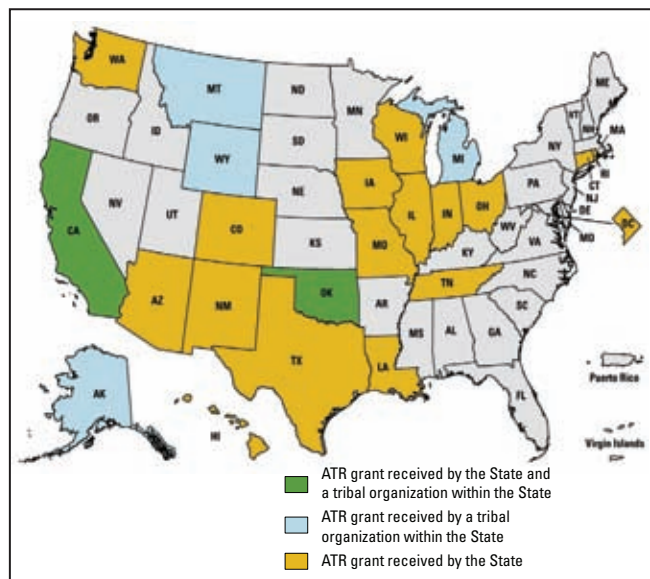 WA
MT
ND
MN
ME
OR
ID
SD
WI
VT
NH
MA
NY
MI
WY
RI
CT
NJ
NE
IA
PA
DE
NV
UT
CO
IL
IN
OH
DC
MD
CA
KS
MO
WV
VA
KY
NC
TN
AZ
NM
OK
AR
SC
MS
AL
GA
TX
LA
Puerto Rico
FL
AK
HI
Virgin Islands
ATR grant received by the State and
a tribal organization within the State
ATR grant received by a tribal
organization within the State
ATR grant received by the State